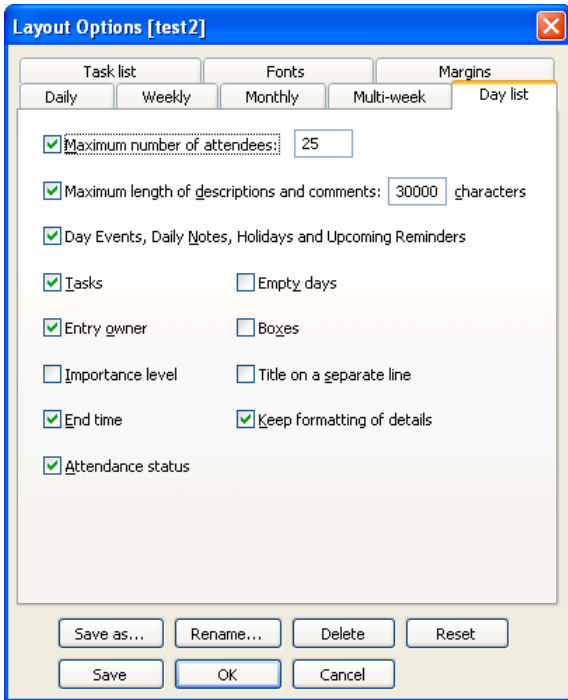 Layout Options [test2]
Task list Fonts Margins
Daily Weekly Monthly Multi-week Day list
Maximum number of attendees: 25
Maximum length of descriptions and comments: 30000 characters
Day Events, Daily Notes, Holidays and Upcoming Reminders
Tasks Empty days
Entry owner Boxes
Importance level Title on a separate line
End time Keep formatting of details
Attendance status
Save as... Rename... Delete Reset
Save OK Cancel